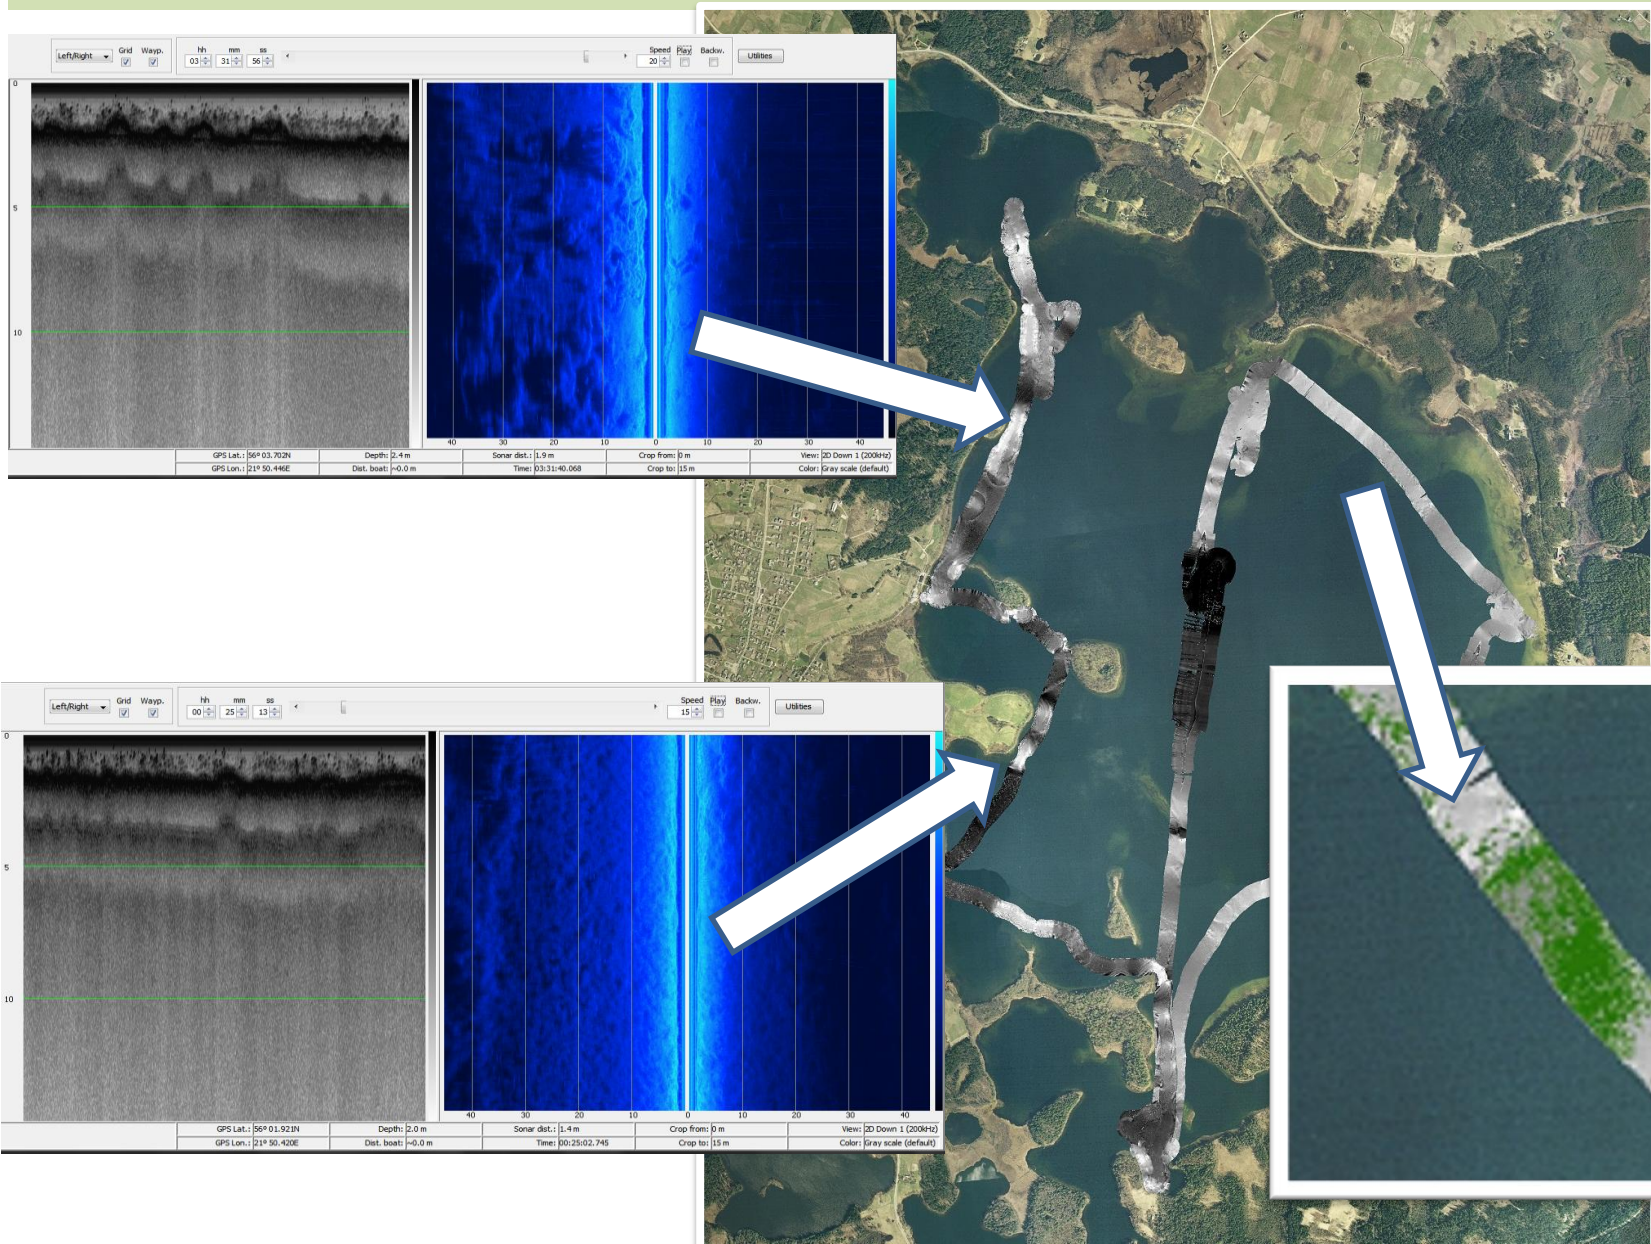 Left/Right Grid Wayp. hh mm ss Speed Play Backw. Utilities
03 31 56 20
0
5
10
40 30 20 10 0 10 20 30 40
GPS Lat.: 56º 03.702N Depth: 2.4 m Sonar dist.: 1.9 m Crop from: 0 m View: 2D Down 1 (200kHz)
GPS Lon.: 21º 50.446E Dist. boat: ~0.0 m Time: 03:31:40.068 Crop to: 15 m Color: Gray scale (default)
Left/Right Grid Wayp. hh mm ss Speed Play Backw. Utilities
00 25 13 15
0
5
10
40 30 20 10 0 10 20 30 40
GPS Lat.: 56º 01.921N Depth: 2.0 m Sonar dist.: 1.4 m Crop from: 0 m View: 2D Down 1 (200kHz)
GPS Lon.: 21º 50.420E Dist. boat: ~0.0 m Time: 00:25:02.745 Crop to: 15 m Color: Gray scale (default)